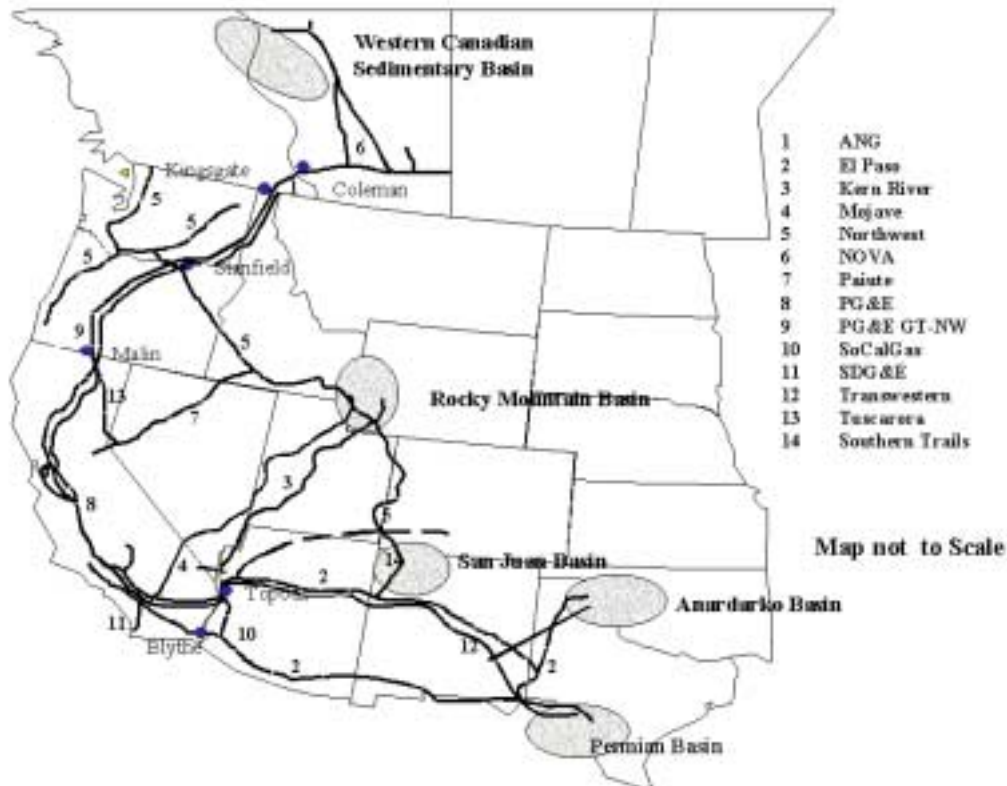 Western Canadian
Sedimentary Basin
6
Kingsgate
Coleman
5
5
5
Stanfield
9
Malin
5
13
7
Rocky Mountain Basin
3
8
5
4
2
14
San Juan Basin
Topock
11
10
12
Anardarko Basin
Blythe
2
2
Permian Basin
1 ANG
2 El Paso
3 Kern River
4 Mojave
5 Northwest
6 NOVA
7 Paiute
8 PG&E
9 PG&E GT-NW
10 SoCalGas
11 SDG&E
12 Transwestern
13 Tuscarora
14 Southern Trails
Map not to Scale